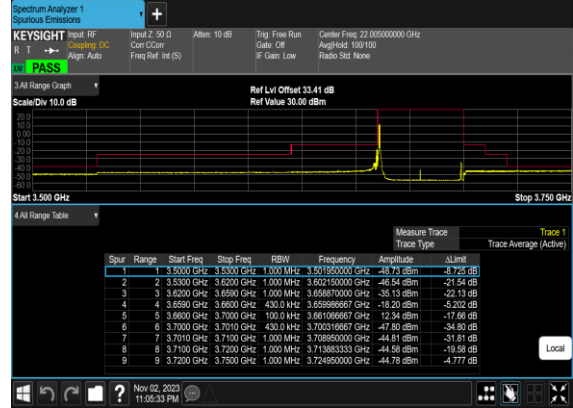 Spectrum Analyzer 1
Spurious Emissions
KEYSIGHT Input: RF Input Z: 50 Ω Atten: 10 dB Trig: Free Run Center Freq: 22.005000000 GHz
R T Coupling: DC Corr CCorr Gate: Off Avg|Hold: 100/100
Align: Auto Freq Ref: Int (S) IF Gain: Low Radio Std: None
PASS
3 All Range Graph
Ref Lvl Offset 33.41 dB
Scale/Div 10.0 dB Ref Value 30.00 dBm
20.0
10.0
0.00
-10.0
-20.0
-30.0
-40.0
-50.0
-60.0
Start 3.500 GHz Stop 3.750 GHz
4 All Range Table
Measure Trace Trace 1
Trace Type Trace Average (Active)
Spur Range Start Freq Stop Freq RBW Frequency Amplitude ΔLimit
1 1 3.5000 GHz 3.5300 GHz 1.000 MHz 3.501950000 GHz -48.73 dBm -8.725 dB
2 2 3.5300 GHz 3.6200 GHz 1.000 MHz 3.602150000 GHz -46.54 dBm -21.54 dB
3 3 3.6200 GHz 3.6590 GHz 1.000 MHz 3.658870000 GHz -35.13 dBm -22.13 dB
4 4 3.6590 GHz 3.6600 GHz 430.0 kHz 3.659986667 GHz -18.20 dBm -5.202 dB
5 5 3.6600 GHz 3.7000 GHz 100.0 kHz 3.661066667 GHz 12.34 dBm -17.66 dB
6 6 3.7000 GHz 3.7010 GHz 430.0 kHz 3.700316667 GHz -47.80 dBm -34.80 dB
7 7 3.7010 GHz 3.7100 GHz 1.000 MHz 3.708950000 GHz -44.81 dBm -31.81 dB
8 8 3.7100 GHz 3.7200 GHz 1.000 MHz 3.713883333 GHz -44.58 dBm -19.58 dB
9 9 3.7200 GHz 3.7500 GHz 1.000 MHz 3.724950000 GHz -44.78 dBm -4.777 dB
Local
Nov 02, 2023
11:05:33 PM